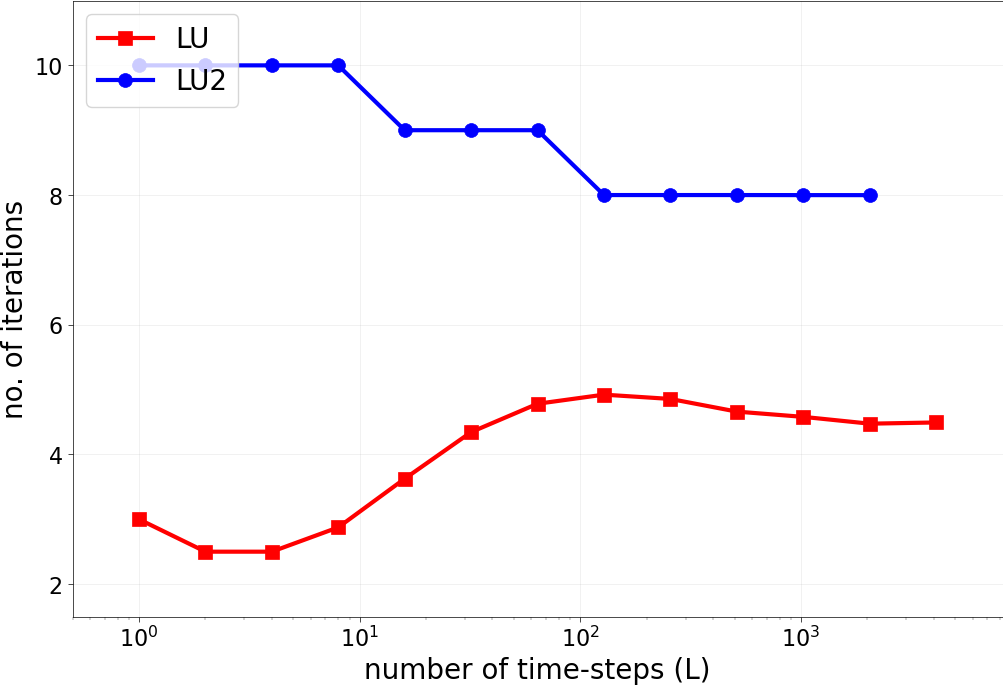 LU
LU2
10
8
6
4
2
no. of iterations
10⁰
10¹
10²
10³
number of time-steps (L)